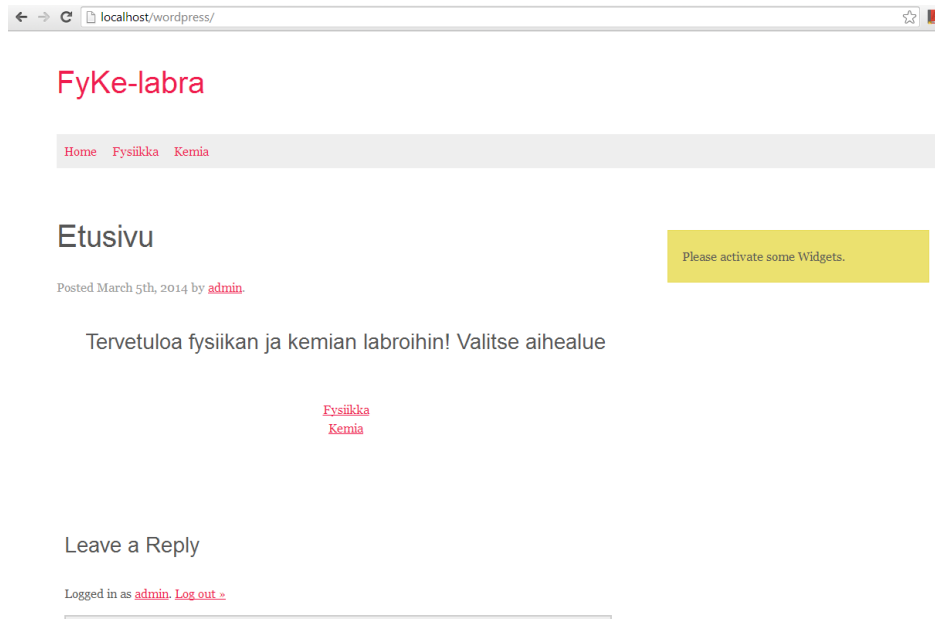 localhost/wordpress/
FyKe-labra
Home Fysiikka Kemia
Etusivu
Please activate some Widgets.
Posted March 5th, 2014 by admin.
Tervetuloa fysiikan ja kemian labroihin! Valitse aihealue
Fysiikka
Kemia
Leave a Reply
Logged in as admin. Log out »